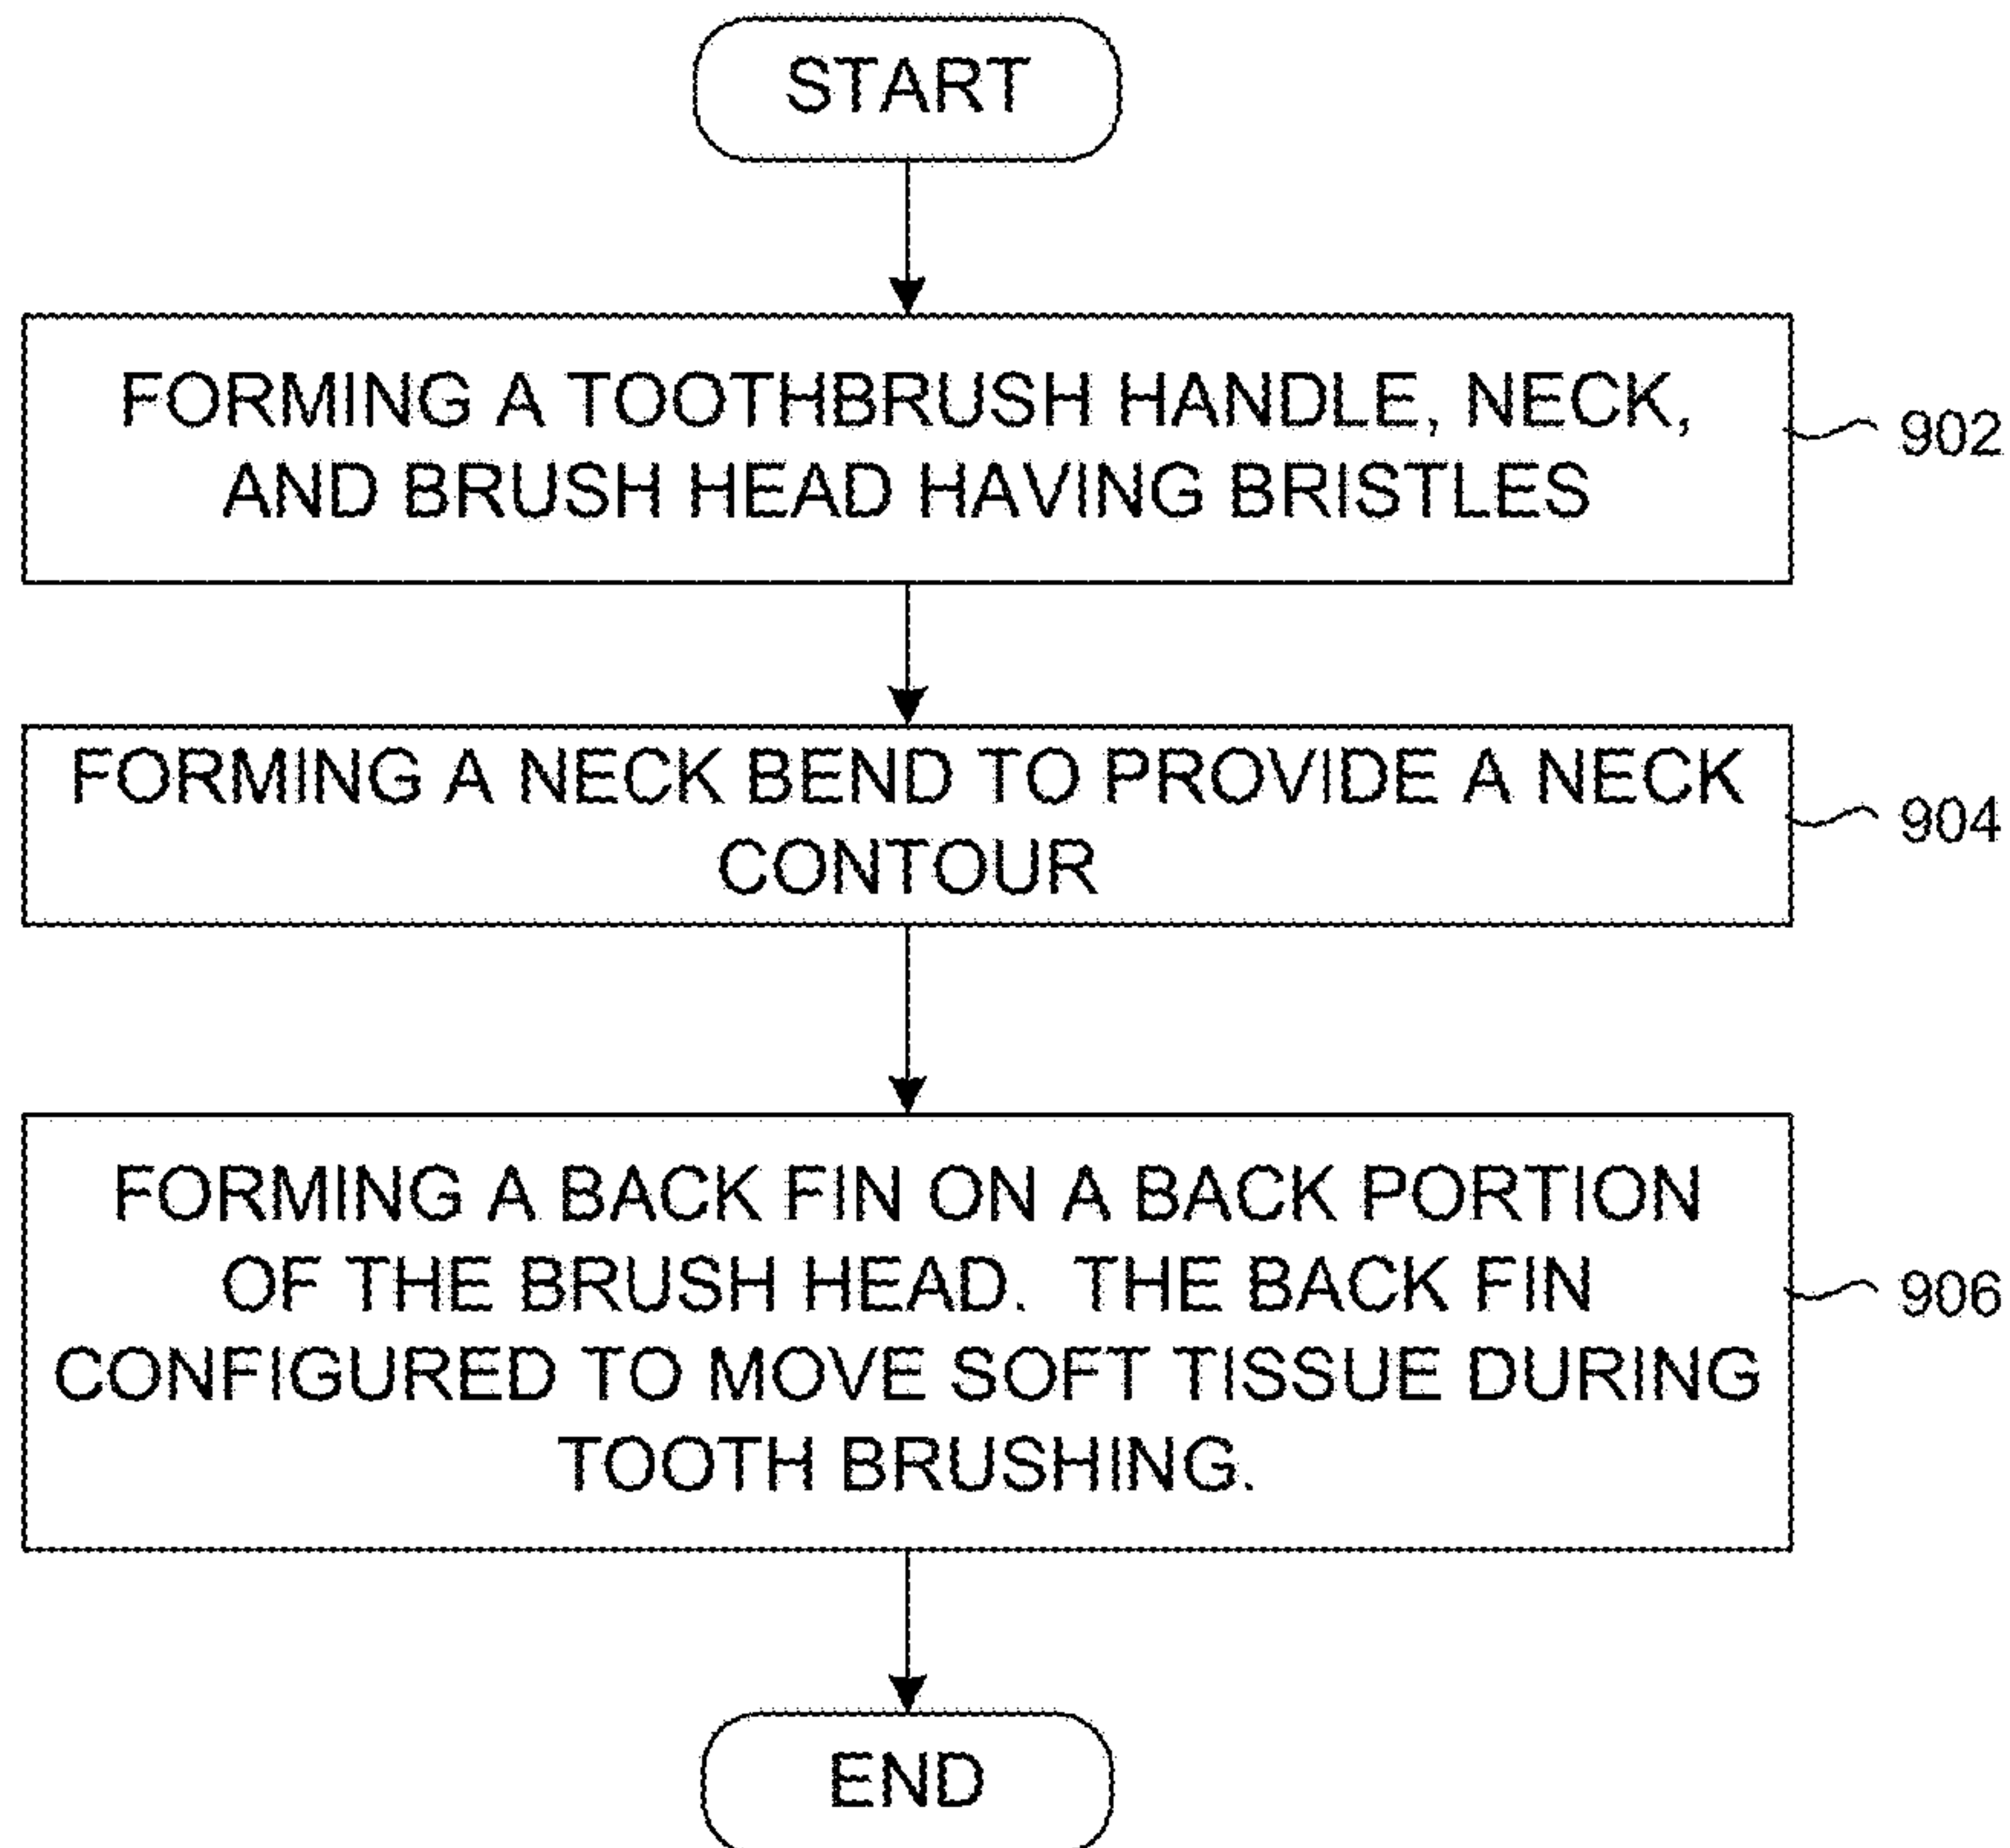 START
FORMING A TOOTHBRUSH HANDLE, NECK,
AND BRUSH HEAD HAVING BRISTLES
902
FORMING A NECK BEND TO PROVIDE A NECK
CONTOUR
904
FORMING A BACK FIN ON A BACK PORTION
OF THE BRUSH HEAD. THE BACK FIN
CONFIGURED TO MOVE SOFT TISSUE DURING
TOOTH BRUSHING.
906
END